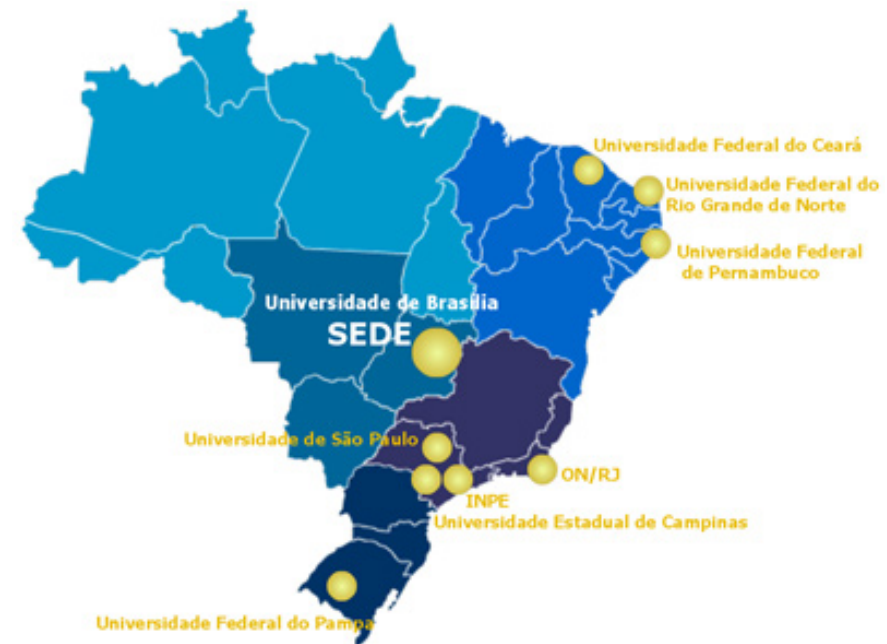 Universidade Federal do Ceará
Universidade Federal do
Rio Grande de Norte
Universidade Federal
de Pernambuco
Universidade de Brasília
SEDE
Universidade de São Paulo
ON/RJ
INPE
Universidade Estadual de Campinas
Universidade Federal do Pampa